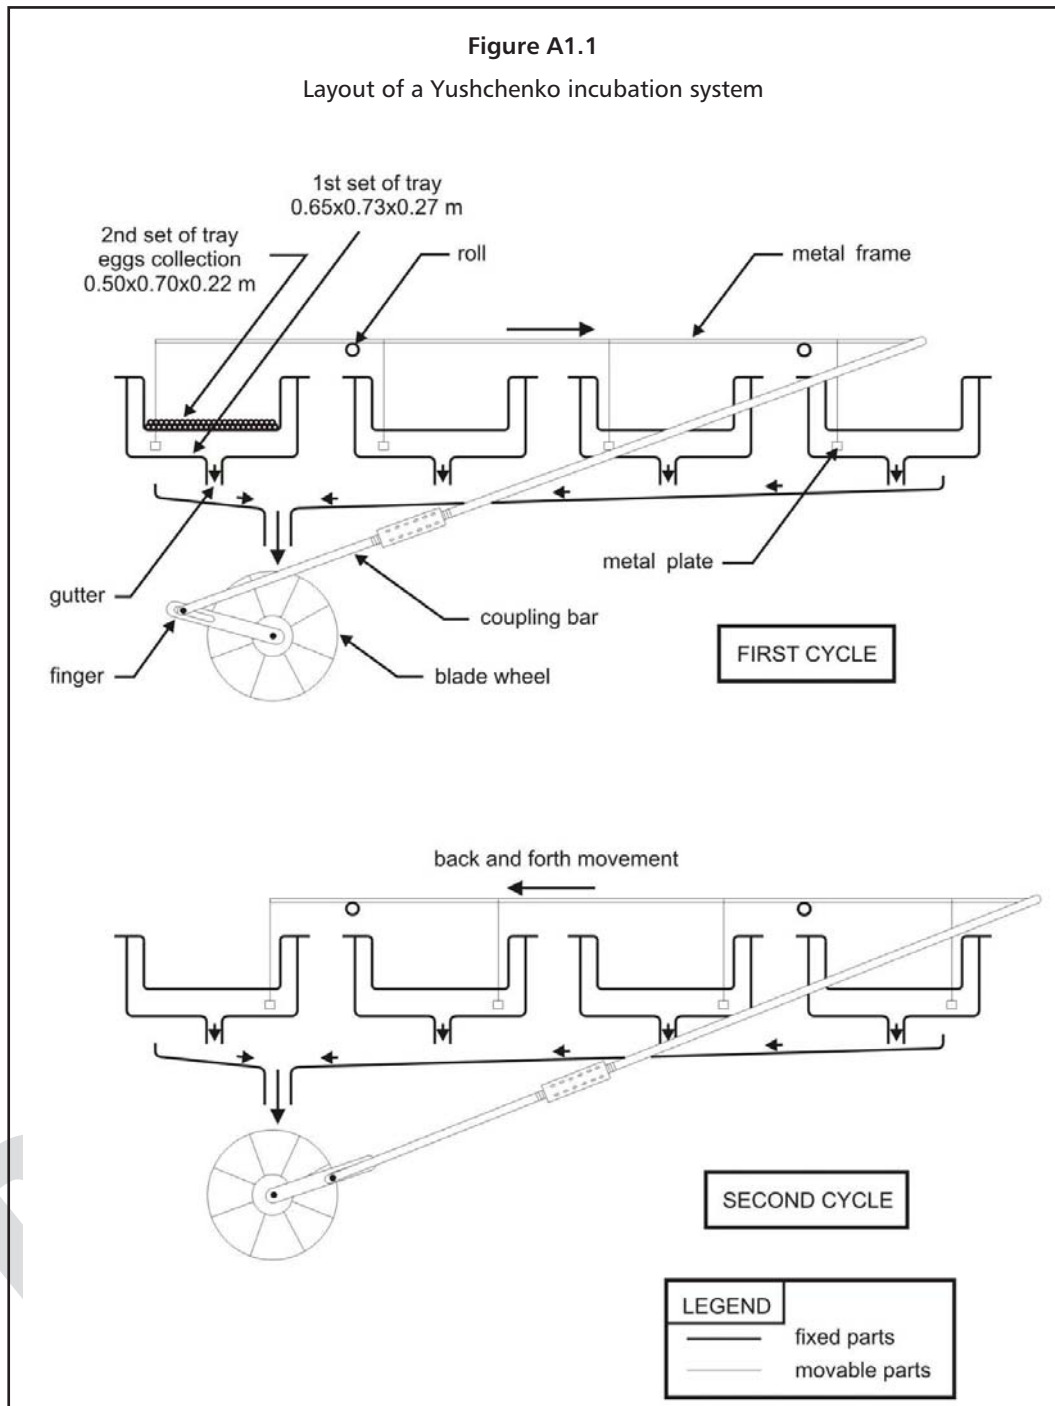 Figure A1.1
Layout of a Yushchenko incubation system
1st set of tray
0.65x0.73x0.27 m
2nd set of tray
eggs collection
0.50x0.70x0.22 m
roll
metal frame
metal plate
gutter
coupling bar
finger
blade wheel
FIRST CYCLE
back and forth movement
SECOND CYCLE
LEGEND
fixed parts
movable parts